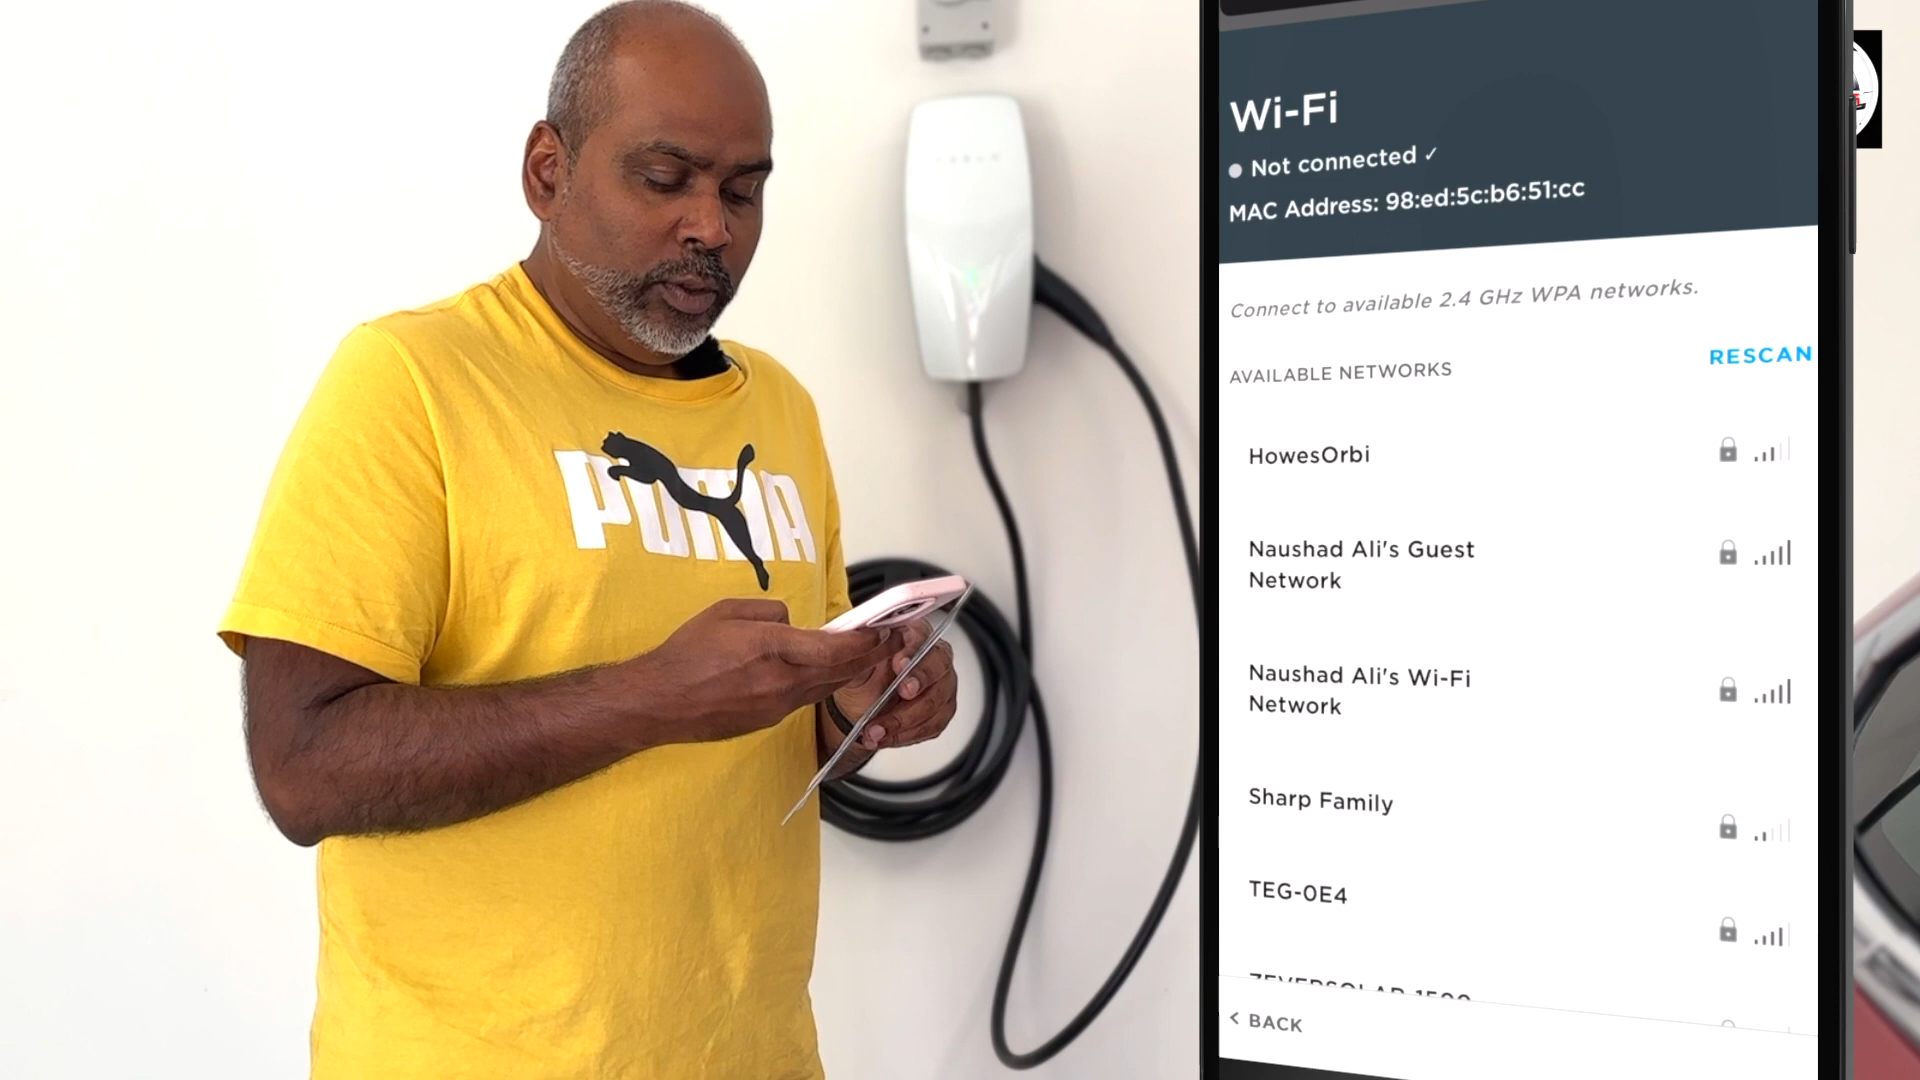 TESLA
PUMA
Wi-Fi
Not connected ✓
MAC Address: 98:ed:5c:b6:51:cc
Connect to available 2.4 GHz WPA networks.
AVAILABLE NETWORKS
RESCAN
HowesOrbi
Naushad Ali's Guest
Network
Naushad Ali's Wi-Fi
Network
Sharp Family
TEG-0E4
< BACK